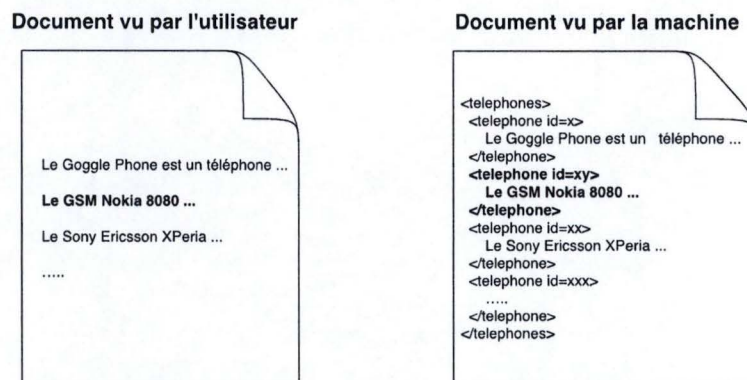 Document vu par l'utilisateur
Le Goggle Phone est un téléphone ...
Le GSM Nokia 8080 ...
Le Sony Ericsson XPeria ...
.....
Document vu par la machine
<telephones>
<telephone id=x>
Le Goggle Phone est un téléphone ...
</telephone>
<telephone id=xy>
Le GSM Nokia 8080 ...
</telephone>
<telephone id=xx>
Le Sony Ericsson XPeria ...
</telephone>
<telephone id=xxx>
.....
</telephone>
</telephones>